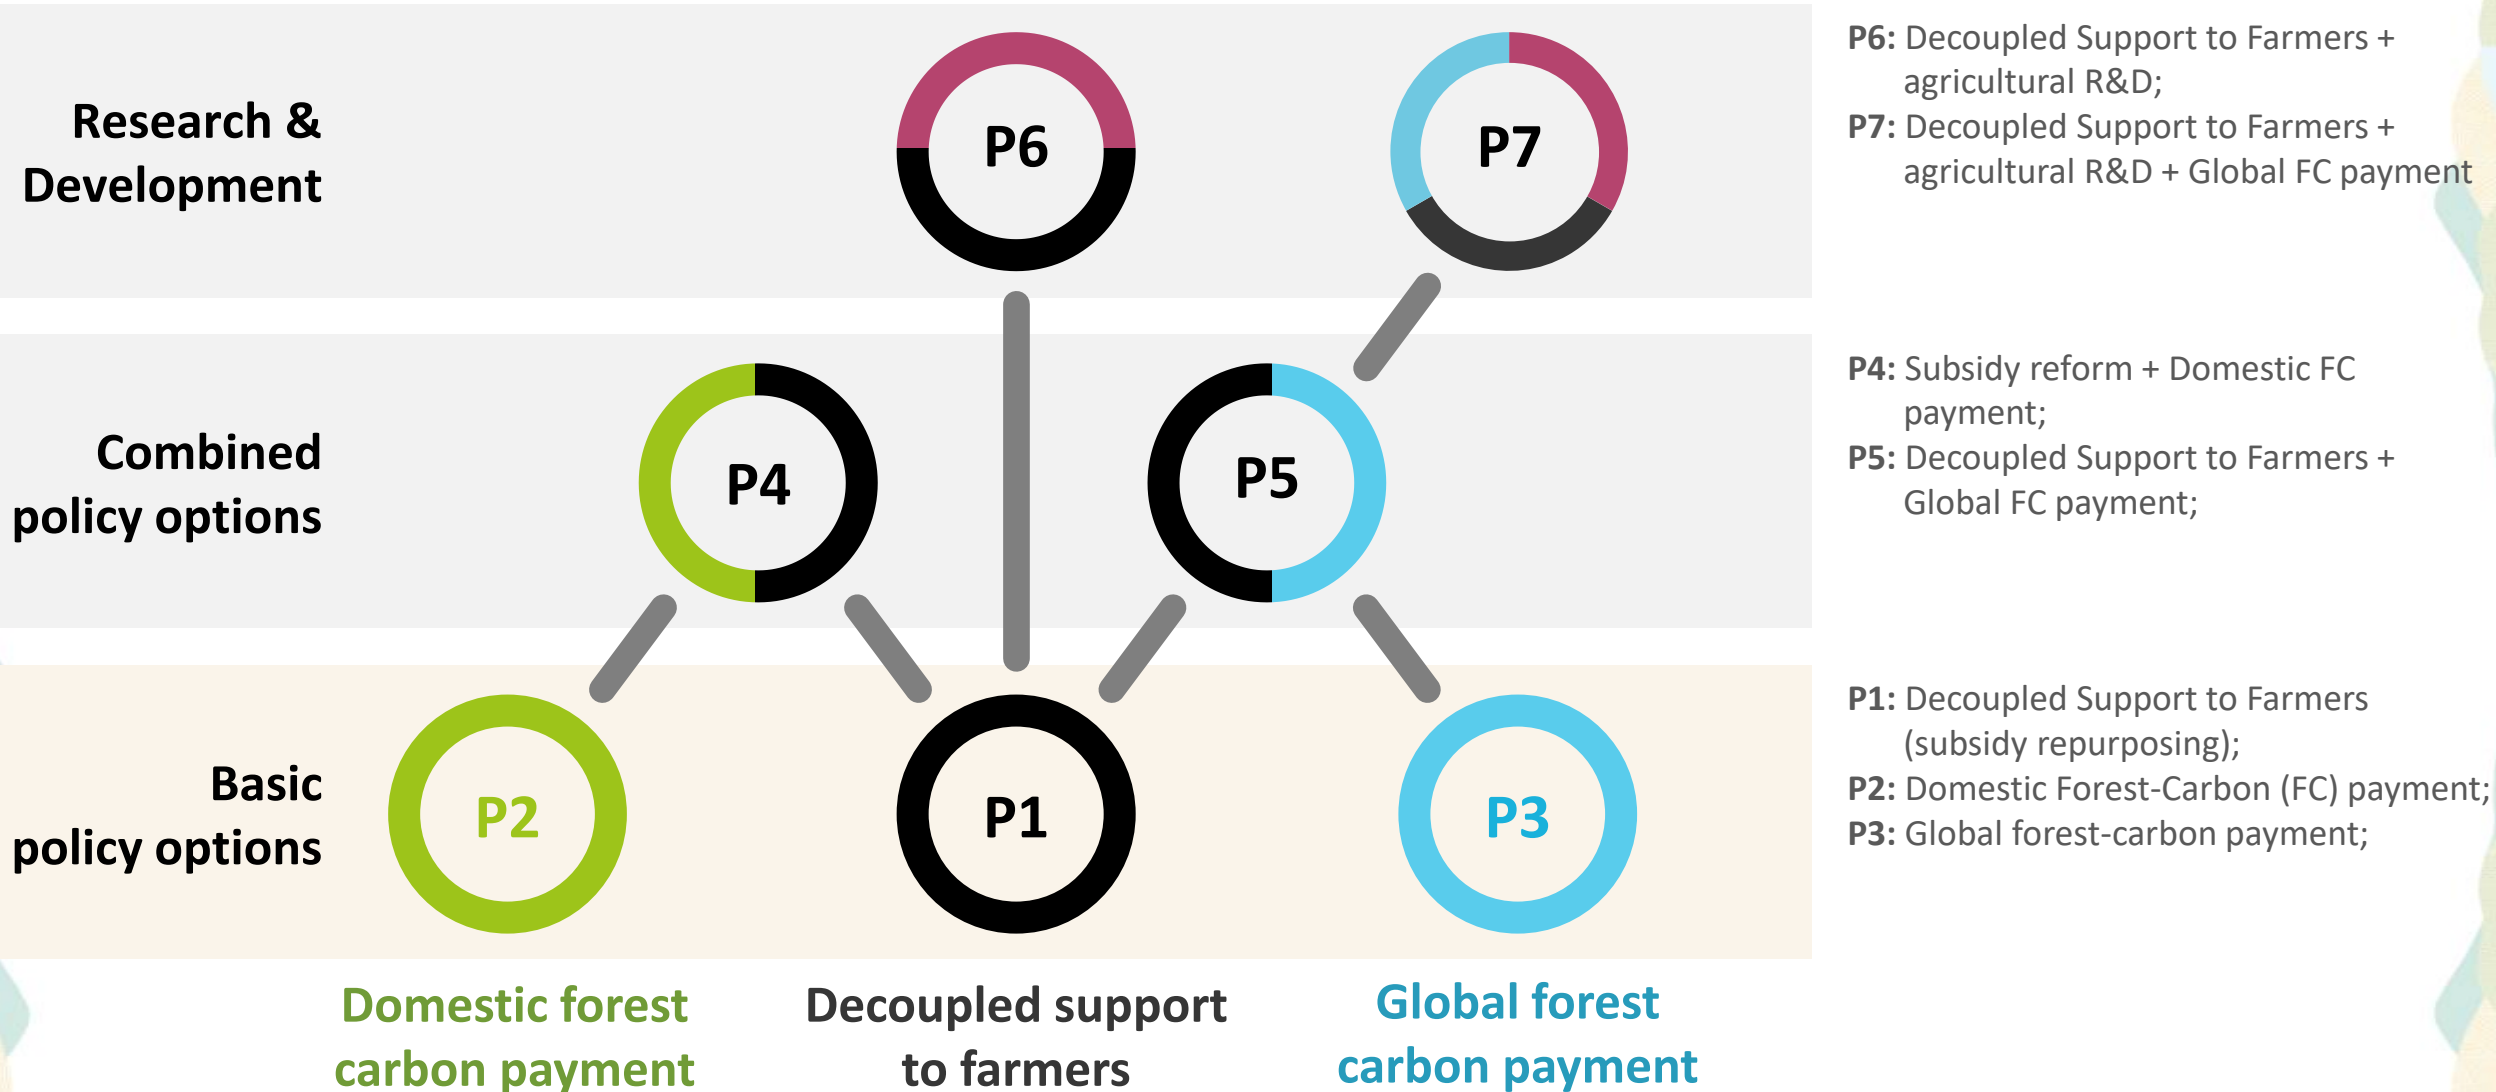 Research &
Development
P6
P7
P6: Decoupled Support to Farmers +
agricultural R&D;
P7: Decoupled Support to Farmers +
agricultural R&D + Global FC payment
Combined
policy options
P4
P5
P4: Subsidy reform + Domestic FC
payment;
P5: Decoupled Support to Farmers +
Global FC payment;
Basic
policy options
P2
P1
P3
P1: Decoupled Support to Farmers
(subsidy repurposing);
P2: Domestic Forest-Carbon (FC) payment;
P3: Global forest-carbon payment;
Domestic forest
carbon payment
Decoupled support
to farmers
Global forest
carbon payment